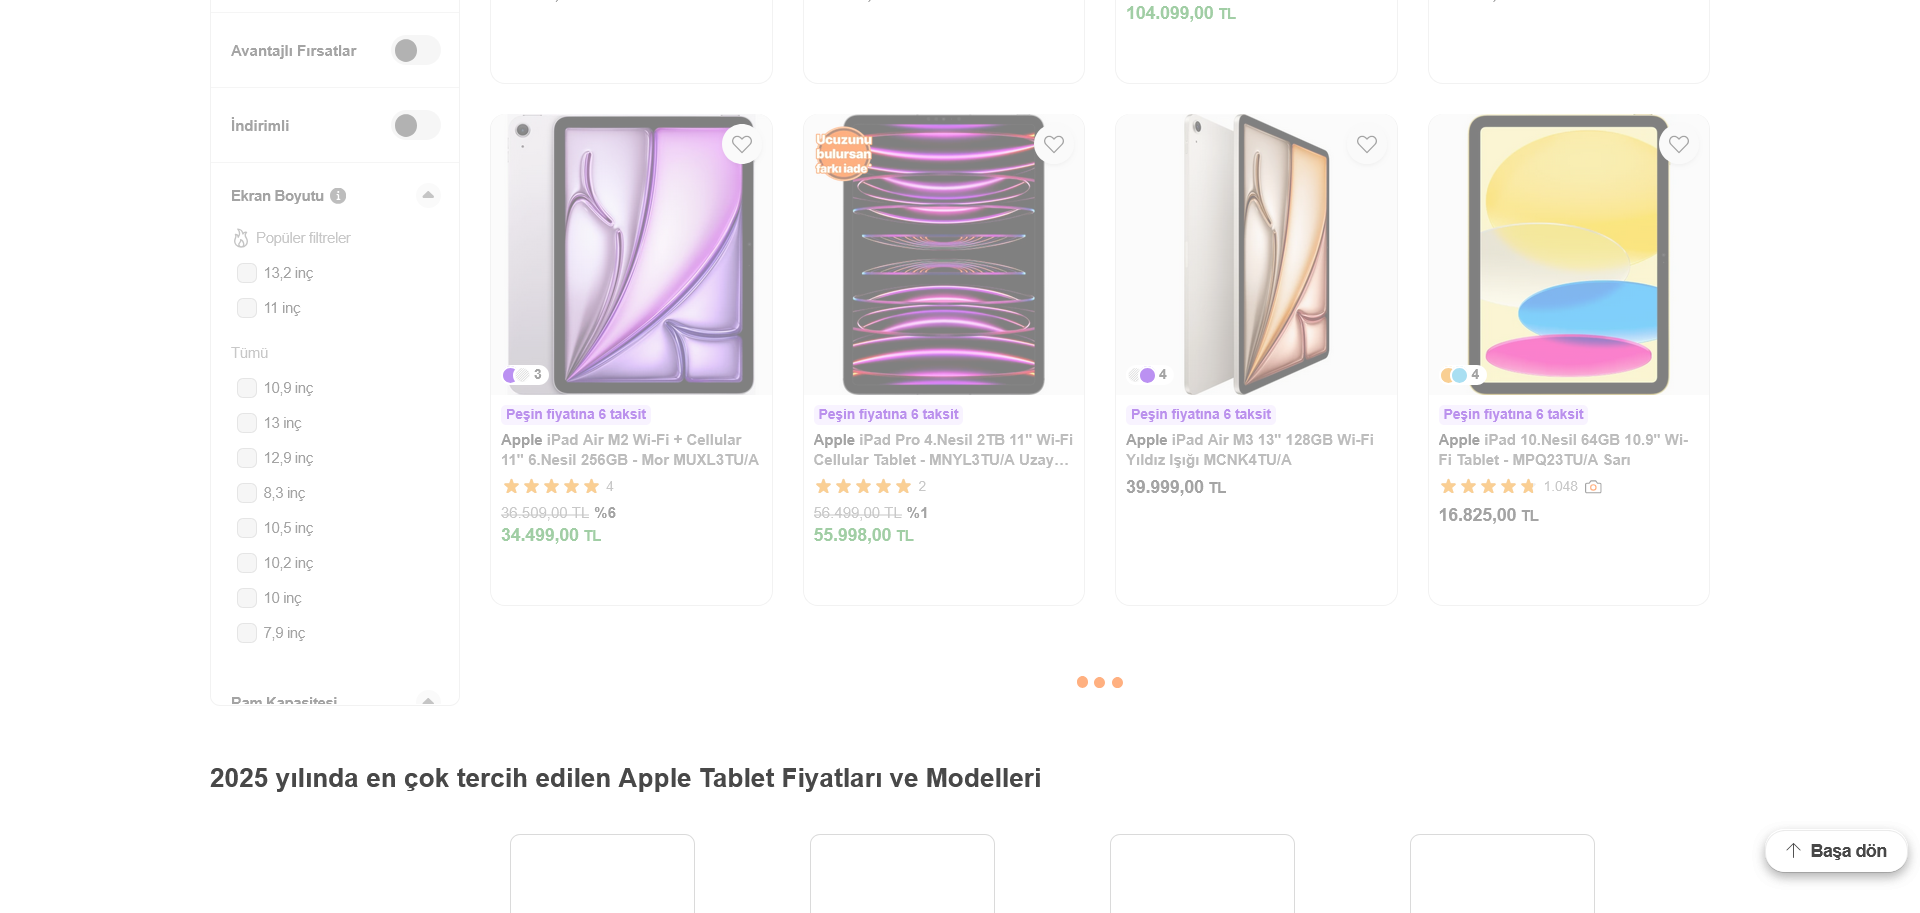 Avantajlı Fırsatlar
İndirimli
Ekran Boyutu
Popüler filtreler
13,2 inç
11 inç
Tümü
10,9 inç
13 inç
12,9 inç
8,3 inç
10,5 inç
10,2 inç
10 inç
7,9 inç
Ram Kapasitesi
104.099,00 TL
3
Peşin fiyatına 6 taksit
Apple iPad Air M2 Wi-Fi + Cellular
11" 6.Nesil 256GB - Mor MUXL3TU/A
4
36.509,00 TL %6
34.499,00 TL
Ucuzunu
bulursan
farkı iade
Peşin fiyatına 6 taksit
Apple iPad Pro 4.Nesil 2TB 11" Wi-Fi
Cellular Tablet - MNYL3TU/A Uzay...
2
56.499,00 TL %1
55.998,00 TL
4
Peşin fiyatına 6 taksit
Apple iPad Air M3 13" 128GB Wi-Fi
Yıldız Işığı MCNK4TU/A
39.999,00 TL
4
Peşin fiyatına 6 taksit
Apple iPad 10.Nesil 64GB 10.9" Wi-
Fi Tablet - MPQ23TU/A Sarı
1.048
16.825,00 TL
2025 yılında en çok tercih edilen Apple Tablet Fiyatları ve Modelleri
Başa dön